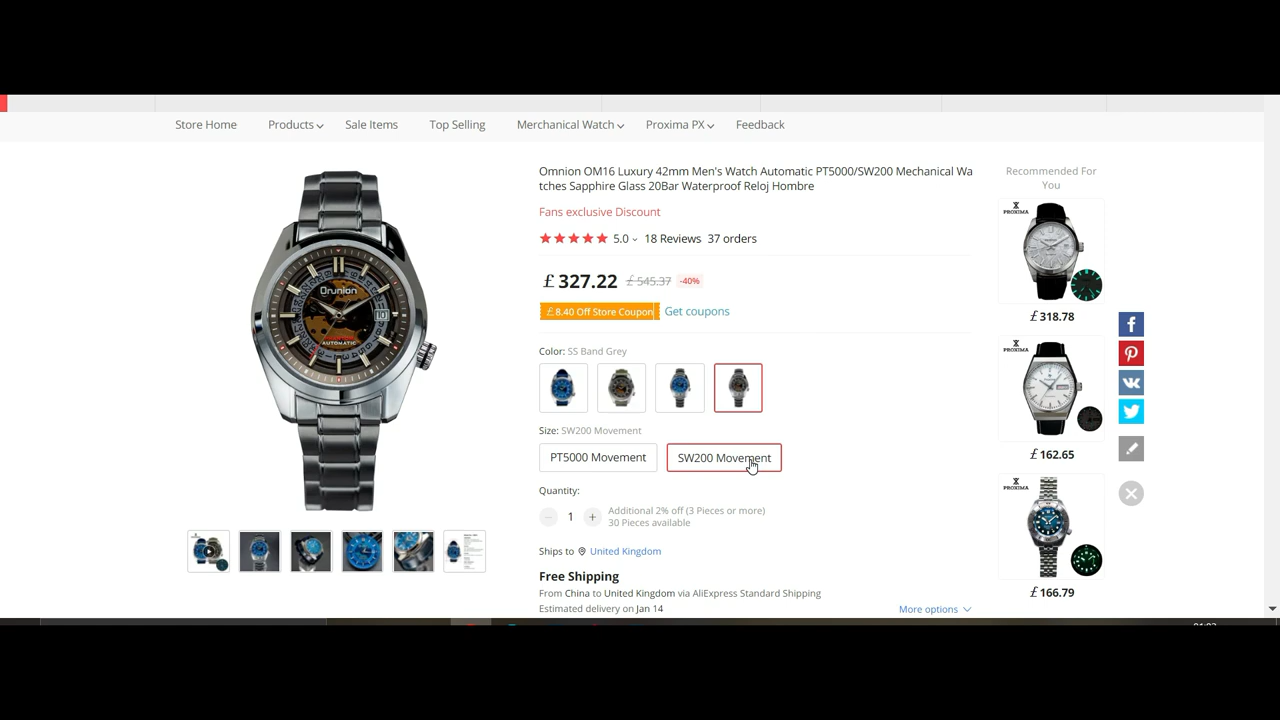 Store Home
Products
Sale Items
Top Selling
Merchanical Watch
Proxima PX
Feedback
Omnion OM16 Luxury 42mm Men's Watch Automatic PT5000/SW200 Mechanical Wa
tches Sapphire Glass 20Bar Waterproof Reloj Hombre
Fans exclusive Discount
5.0 18 Reviews 37 orders
£327.22 £545.37 -40%
£8.40 Off Store Coupon Get coupons
Color: SS Band Grey
Size: SW200 Movement
PT5000 Movement
SW200 Movement
Quantity:
1
Additional 2% off (3 Pieces or more)
30 Pieces available
Ships to United Kingdom
Free Shipping
From China to United Kingdom via AliExpress Standard Shipping
Estimated delivery on Jan 14
More options
Recommended For
You
PROXIMA
£318.78
PROXIMA
£162.65
PROXIMA
£166.79
AUTOMATIC
10